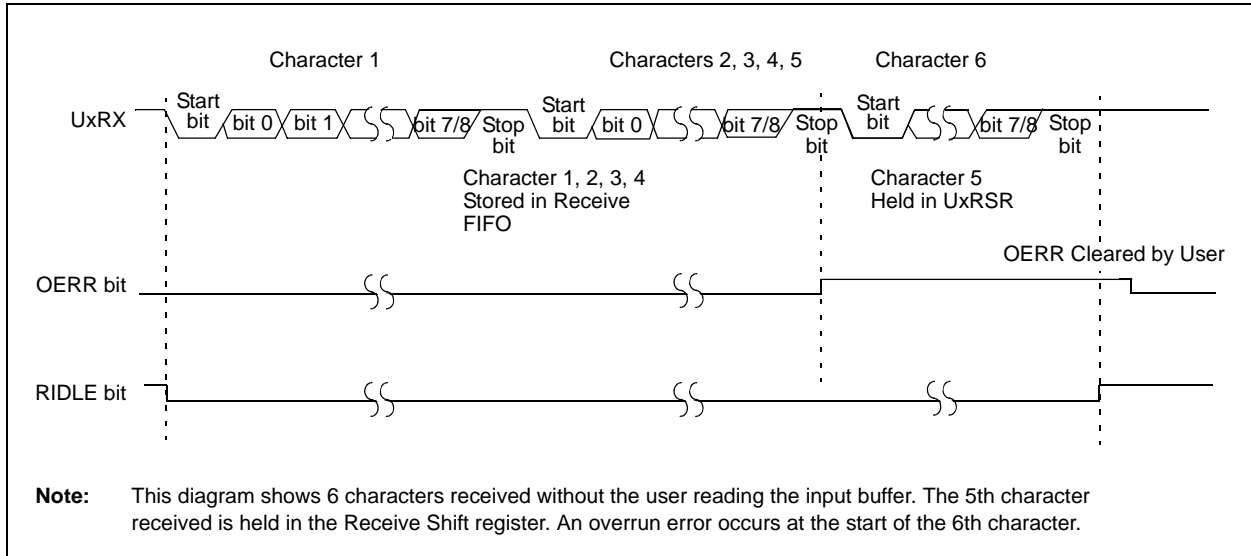 Character 1
Characters 2, 3, 4, 5
Character 6
UxRX
Start
bit
bit 0
bit 1
bit 7/8
Stop
bit
Start
bit
bit 0
bit 7/8
Stop
bit
Start
bit
bit 7/8
Stop
bit
Character 1, 2, 3, 4
Stored in Receive
FIFO
Character 5
Held in UxRSR
OERR Cleared by User
OERR bit
RIDLE bit
Note: This diagram shows 6 characters received without the user reading the input buffer. The 5th character
received is held in the Receive Shift register. An overrun error occurs at the start of the 6th character.